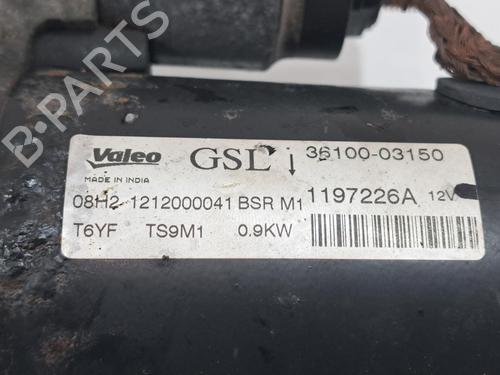 Valeo GSL 36100-03150
MADE IN INDIA
08H2- 1212000041 BSR M1 1197226A 12V
T6YF TS9M1 0.9KW
B-PARTS